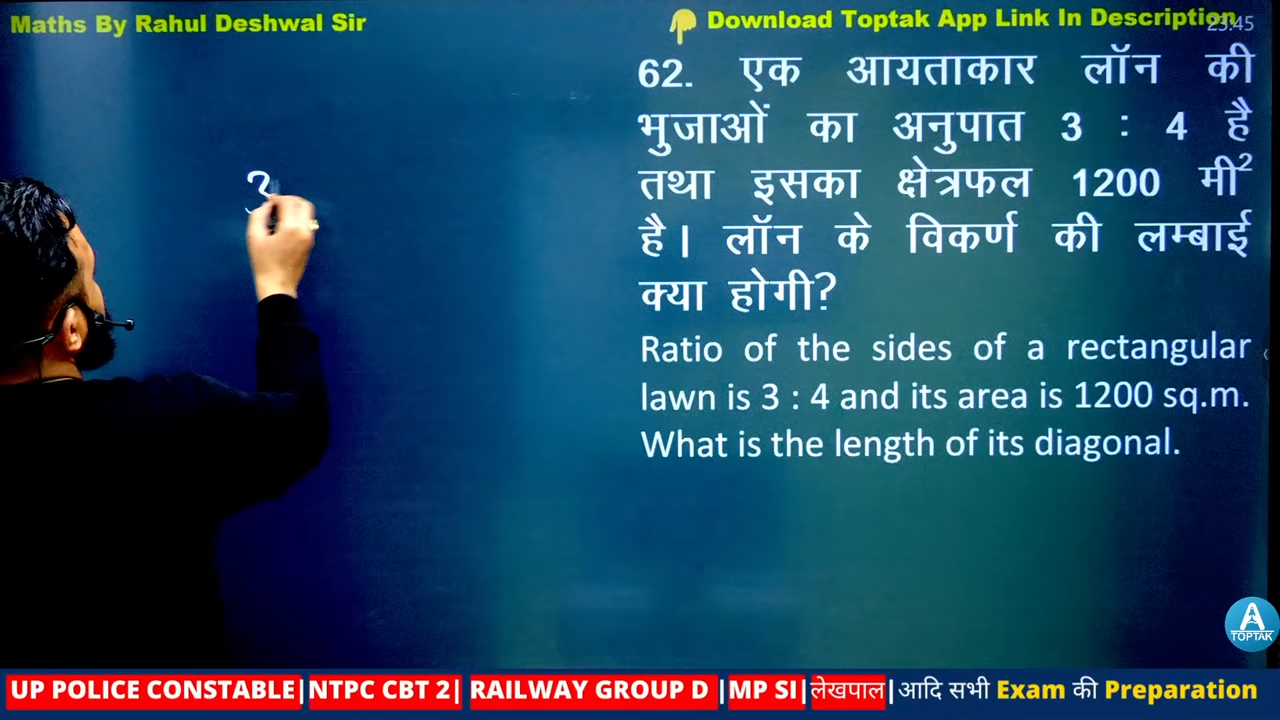 Maths By Rahul Deshwal Sir
Download Toptak App Link In Description
23:45
62. एक आयताकार लॉन की
भुजाओं का अनुपात 3 : 4 है
तथा इसका क्षेत्रफल 1200 मी²
है। लॉन के विकर्ण की लम्बाई
क्या होगी?
Ratio of the sides of a rectangular
lawn is 3 : 4 and its area is 1200 sq.m.
What is the length of its diagonal.
3
A
TOPTAK
UP POLICE CONSTABLE| NTPC CBT 2| RAILWAY GROUP D |MP SI|लेखपाल|आदि सभी Exam की Preparation